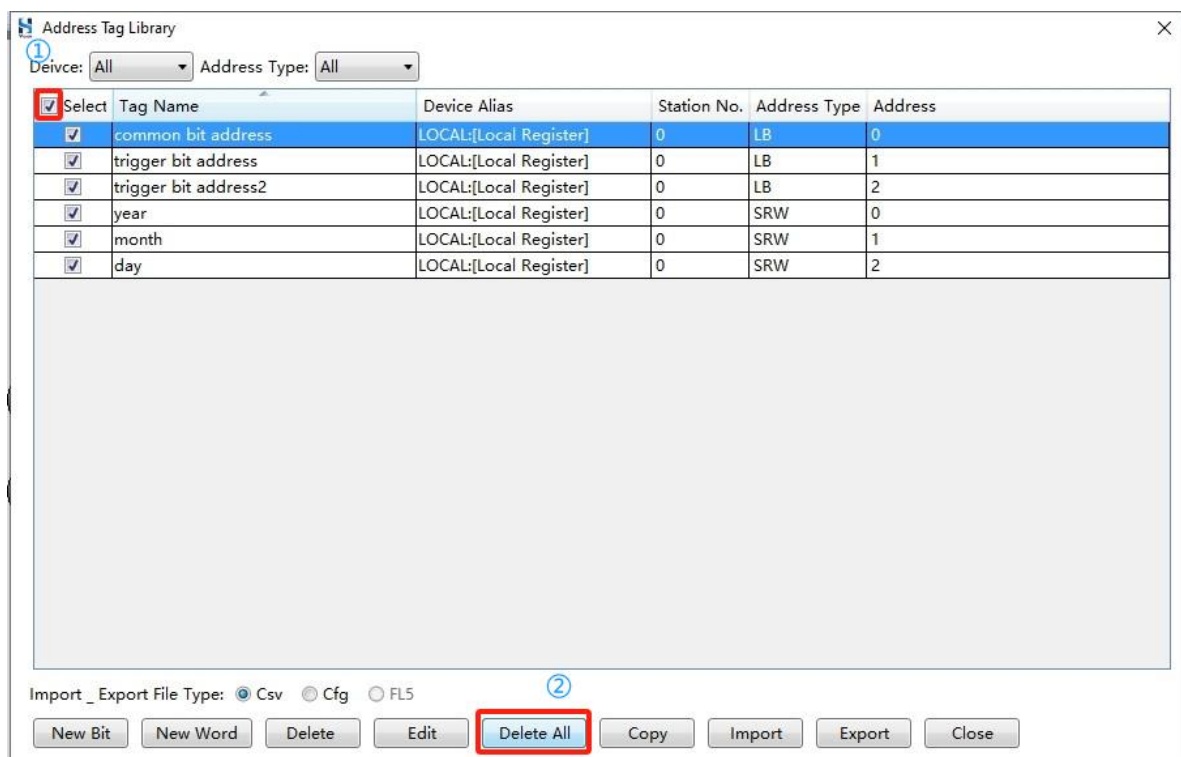 Address Tag Library
①
Deivce: All Address Type: All
Select Tag Name Device Alias Station No. Address Type Address
common bit address LOCAL:[Local Register] 0 LB 0
trigger bit address LOCAL:[Local Register] 0 LB 1
trigger bit address2 LOCAL:[Local Register] 0 LB 2
year LOCAL:[Local Register] 0 SRW 0
month LOCAL:[Local Register] 0 SRW 1
day LOCAL:[Local Register] 0 SRW 2
②
Import _ Export File Type: Csv Cfg FL5
New Bit New Word Delete Edit Delete All Copy Import Export Close